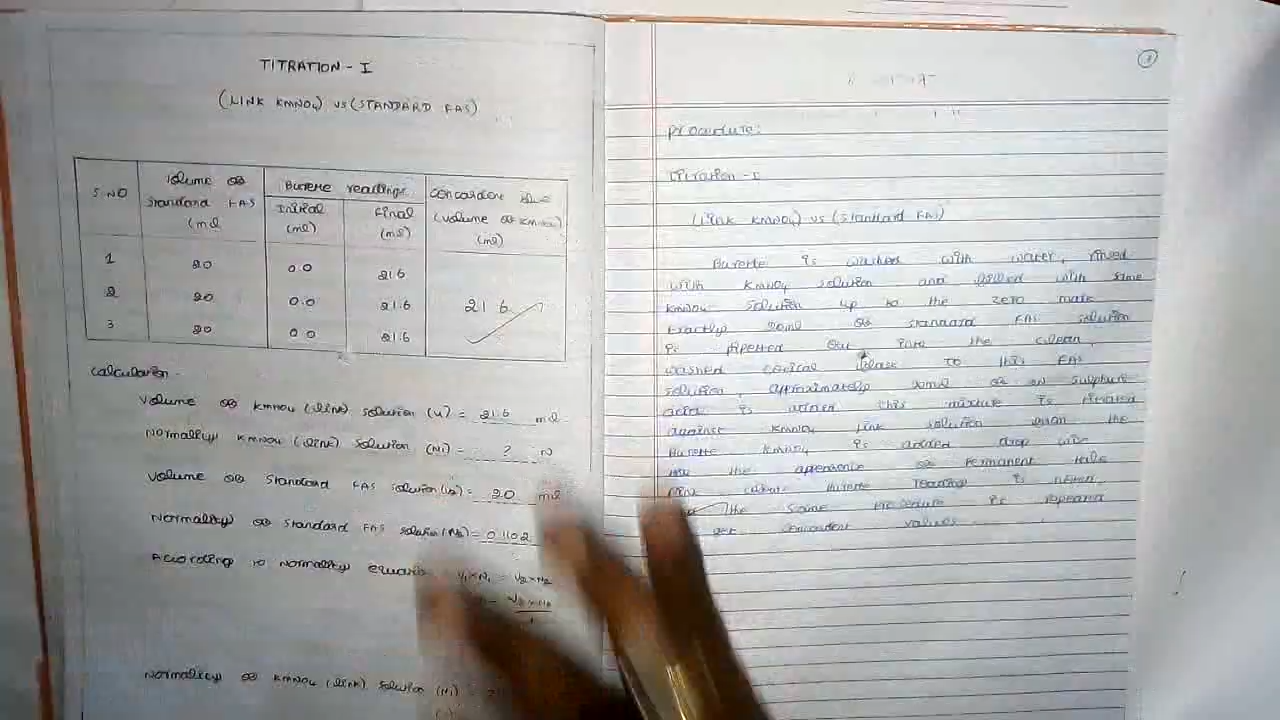 TITRATION - I
(LINK KMNO4) VS (STANDARD FAS)
S.NO
Volume of Standard FAS (ml)
Burette readings
Initial (ml)
Final (ml)
Concordant
(Volume of KMNO4) (ml)
1 20 0.0 21.6
2 20 0.0 21.6
3 20 0.0 21.6
21.6
Calculation
Volume of KMNO4 (link) solution (V1) = 21.6 ml
Normality KMNO4 (link) solution (N1) = ? N
Volume of Standard FAS solution (V2) = 20 ml
Normality of Standard FAS solution (N2) = 0.1102
According to normality equation V1×N1 = V2×N2
= V2×N2
Normality of KMNO4 (link) solution (N1) =
1
Procedure:
Titration - I
(Link KMNO4) vs (Standard FAS)
Burette is washed with water, rinsed
with KMNO4 solution and filled with same
KMNO4 solution up to the zero mark
Exactly 20ml of standard FAS solution
is pipetted out into the clean,
washed conical flask To this FAS
solution, approximately 20ml of 2N sulphuric
acid is added this mixture is titrated
against KMNO4 link solution from the
Burette KMNO4 is added drop wise
the appearance of Permanent Pale
Pink colour. Burette reading is noted,
the same Procedure is repeated
get concordant values